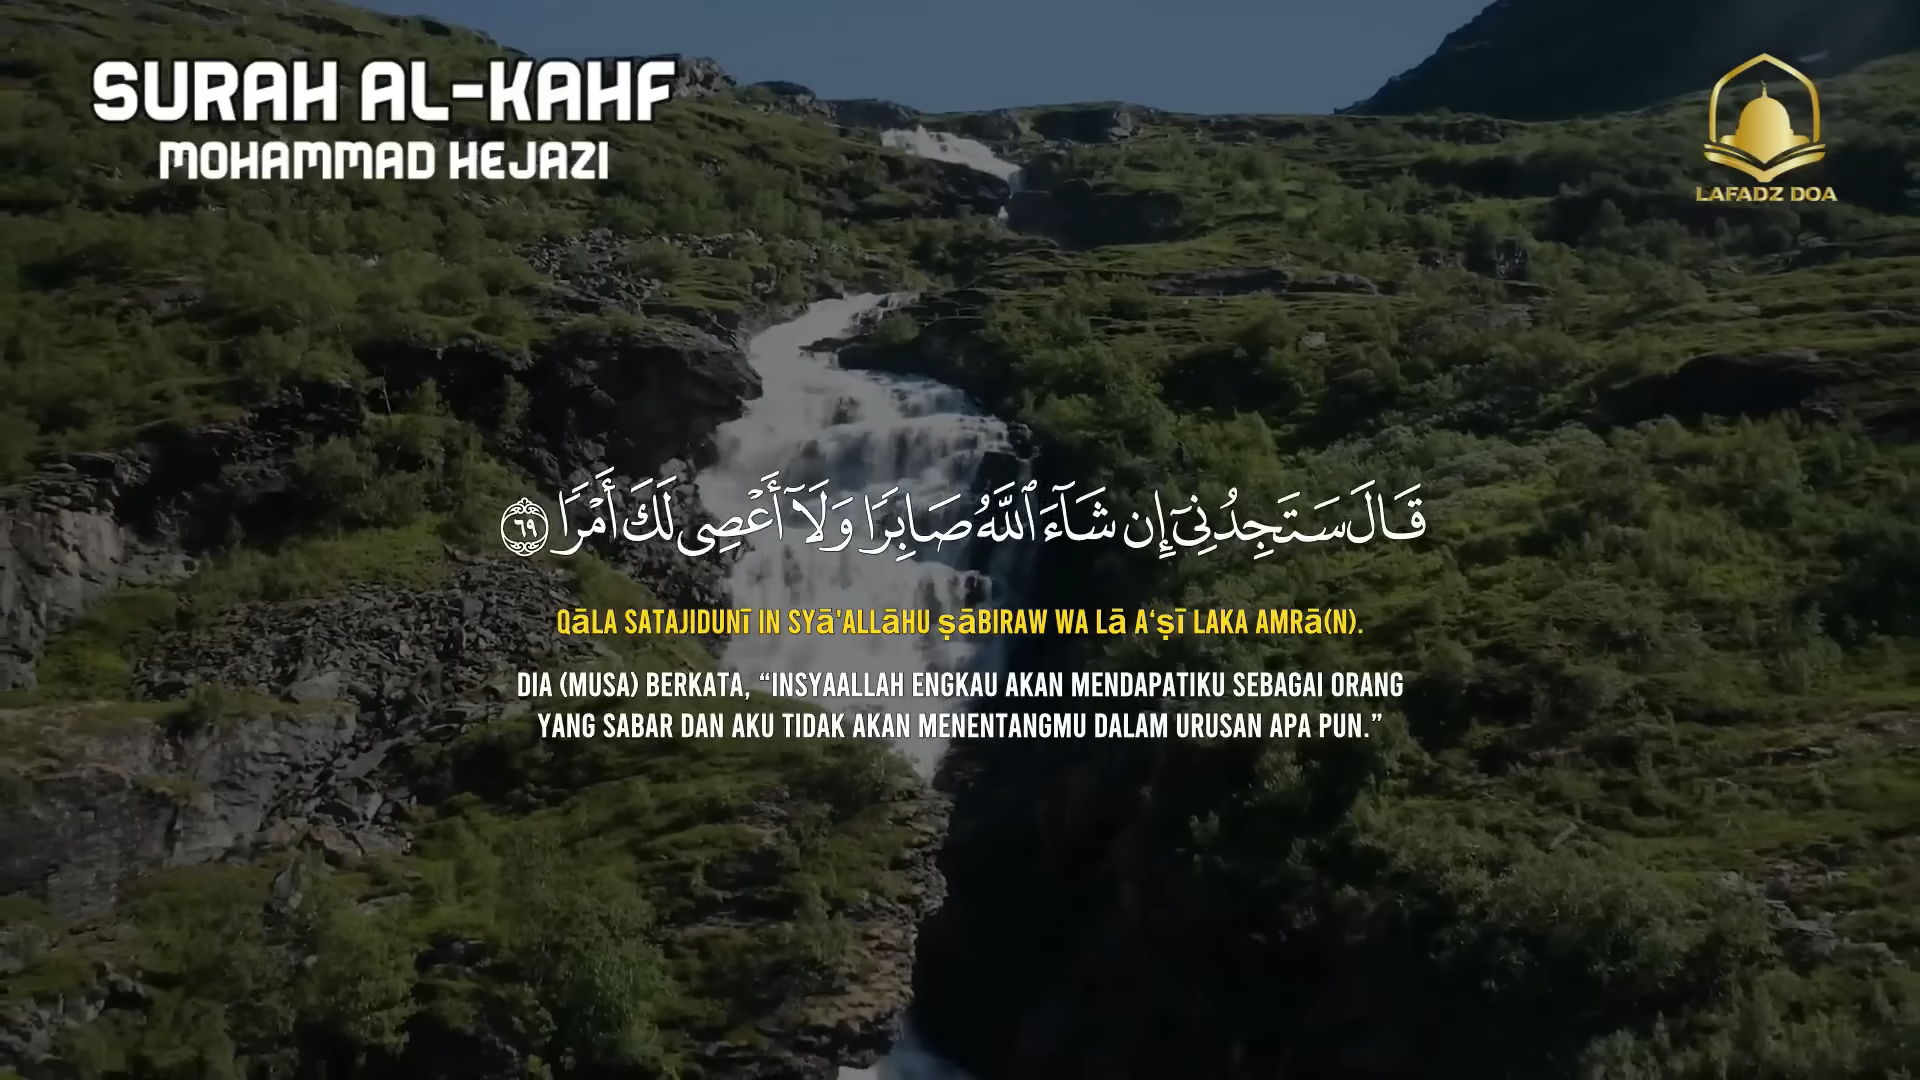 SURAH AL-KAHF
MOHAMMAD HEJAZI
LAFADZ DOA
قَالَ سَتَجِدُنِىٓ إِن شَآءَ ٱللَّهُ صَابِرًا وَلَآ أَعْصِى لَكَ أَمْرًا ٦٩
QāLA SATAJIDUNī IN SYā'ALLāHU ṣāBIRAW WA Lā A‘ṣī LAKA AMRā(N).
DIA (MUSA) BERKATA, “INSYAALLAH ENGKAU AKAN MENDAPATIKU SEBAGAI ORANG
YANG SABAR DAN AKU TIDAK AKAN MENENTANGMU DALAM URUSAN APA PUN.”